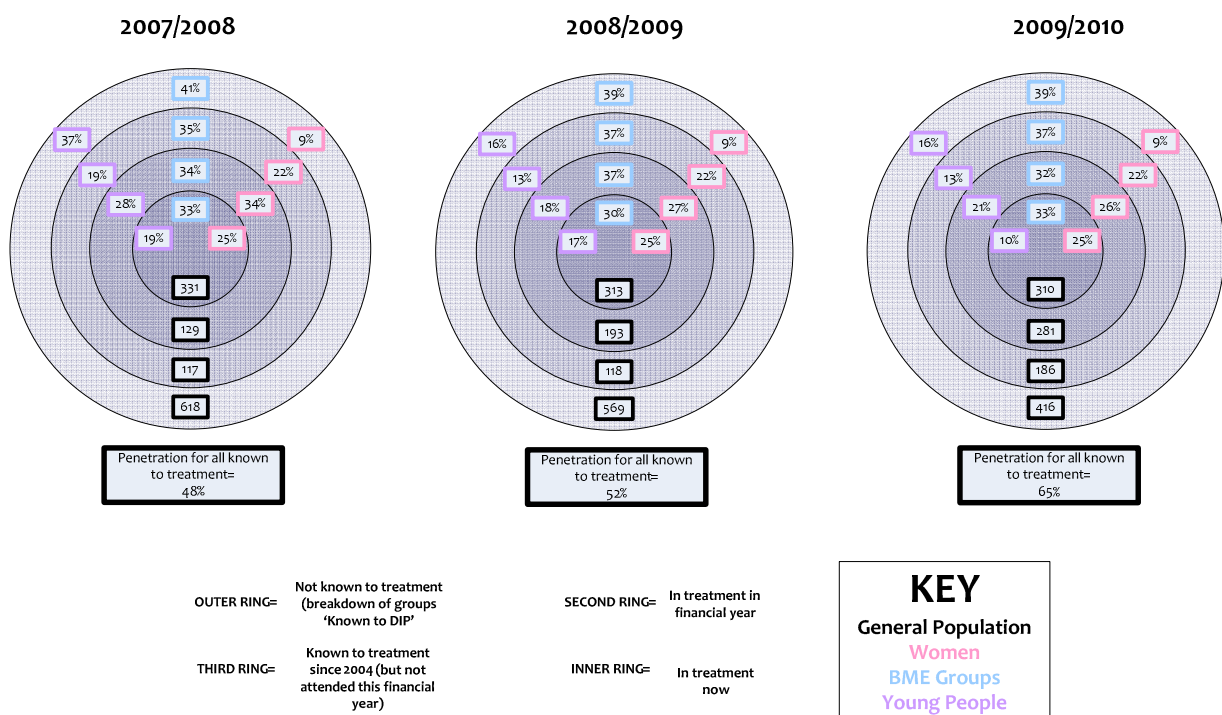 2007/2008
2008/2009
2009/2010
41%
35%
34%
33%
37%
19%
28%
19%
9%
22%
34%
25%
331
129
117
618
39%
37%
37%
30%
16%
13%
18%
17%
9%
22%
27%
25%
313
193
118
569
39%
37%
32%
33%
16%
13%
21%
10%
9%
22%
26%
25%
310
281
186
416
Penetration for all known
to treatment=
48%
Penetration for all known
to treatment=
52%
Penetration for all known
to treatment=
65%
OUTER RING=
Not known to treatment
(breakdown of groups
‘Known to DIP’
SECOND RING=
In treatment in
financial year
THIRD RING=
Known to treatment
since 2004 (but not
attended this financial
year)
INNER RING=
In treatment
now
KEY
General Population
Women
BME Groups
Young People